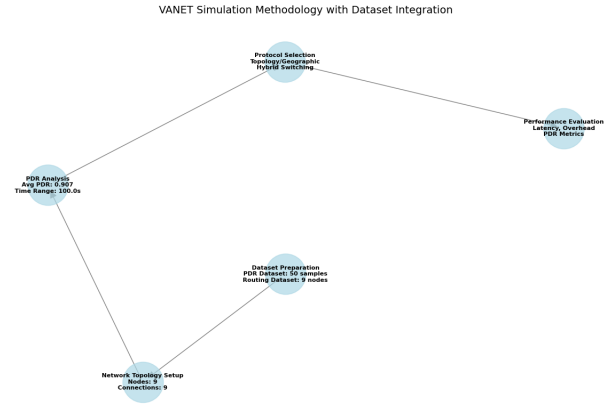 VANET Simulation Methodology with Dataset Integration
Protocol Selection
Topology/Geographic
Hybrid Switching
Performance Evaluation
Latency, Overhead
PDR Metrics
PDR Analysis
Avg PDR: 0.907
Time Range: 100.0s
Dataset Preparation
PDR Dataset: 50 samples
Routing Dataset: 9 nodes
Network Topology Setup
Nodes: 9
Connections: 9